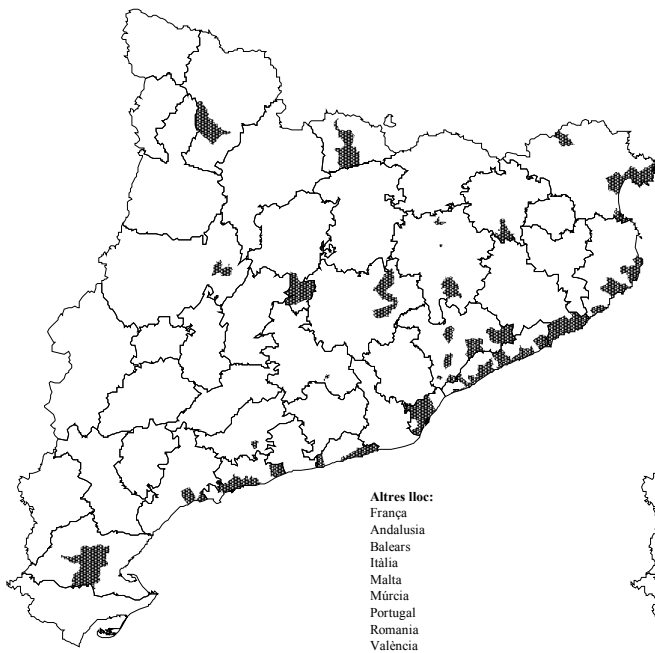 Altres lloc:
França
Andalusia
Balears
Itàlia
Malta
Múrcia
Portugal
Romania
València